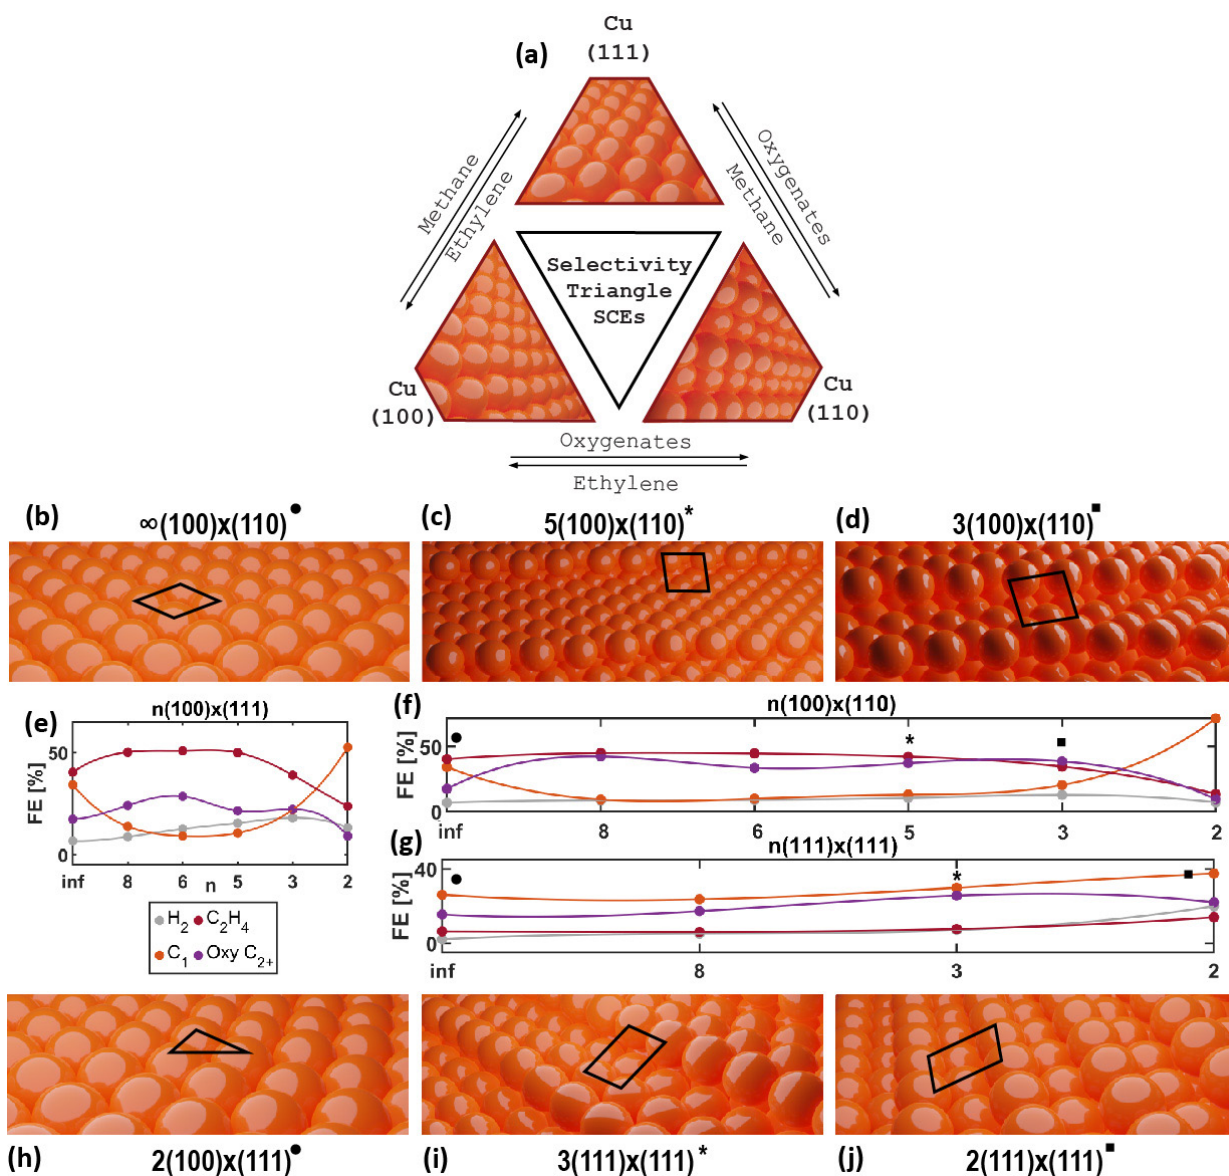 Cu
(111)
(a)
Methane
Ethylene
Oxygenates
Methane
Selectivity
Triangle
SCEs
Cu
(100)
Cu
(110)
Oxygenates
Ethylene
(b)
∞(100)x(110)●
(c)
5(100)x(110)*
(d)
3(100)x(110)■
(e)
n(100)x(111)
FE [%]
50
0
inf 8 6 n 5 3 2
H2 C2H4
C1 Oxy C2+
(f)
n(100)x(110)
FE [%]
50
0
● * ■
inf 8 6 5 3 2
(g)
n(111)x(111)
FE [%]
40
0
● * ■
inf 8 3 2
(h)
2(100)x(111)●
(i)
3(111)x(111)*
(j)
2(111)x(111)■